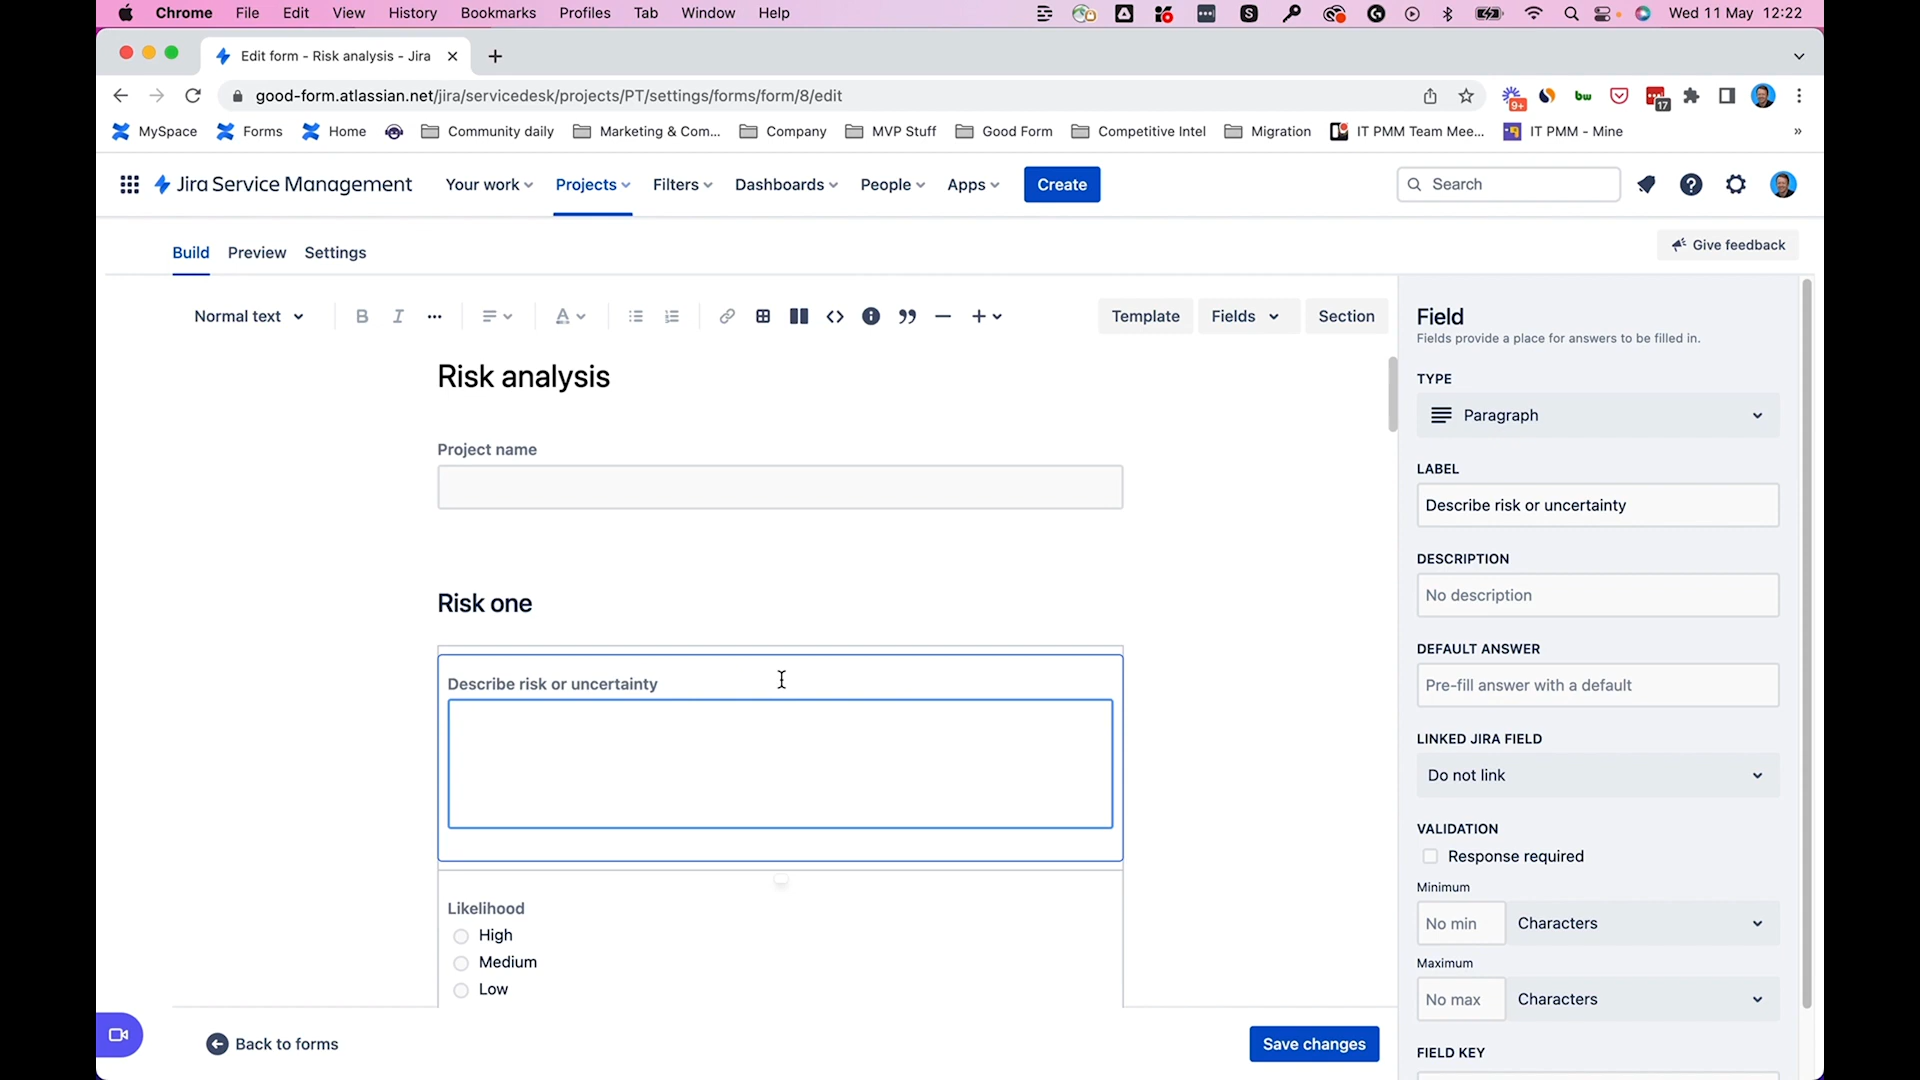 Chrome File Edit View History Bookmarks Profiles Tab Window Help Wed 11 May 12:22
Edit form - Risk analysis - Jira
good-form.atlassian.net/jira/servicedesk/projects/PT/settings/forms/form/8/edit 9+ bw 17
MySpace Forms Home Community daily Marketing & Com... Company MVP Stuff Good Form Competitive Intel Migration IT PMM Team Mee... IT PMM - Mine »
Jira Service Management Your work Projects Filters Dashboards People Apps Create Search
Build Preview Settings Give feedback
Normal text B I ... A Template Fields Section
Field
Fields provide a place for answers to be filled in.
Risk analysis
TYPE
Paragraph
Project name
LABEL
Describe risk or uncertainty
DESCRIPTION
No description
Risk one
DEFAULT ANSWER
Describe risk or uncertainty
Pre-fill answer with a default
LINKED JIRA FIELD
Do not link
VALIDATION
Response required
Minimum
Likelihood
No min Characters
High
Medium
Maximum
Low
No max Characters
Back to forms Save changes
FIELD KEY